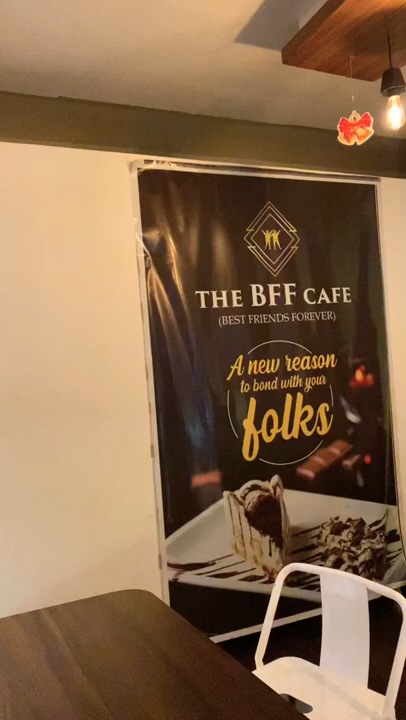 THE BFF CAFE
(BEST FRIENDS FOREVER)
A new reason
to bond with your
folks